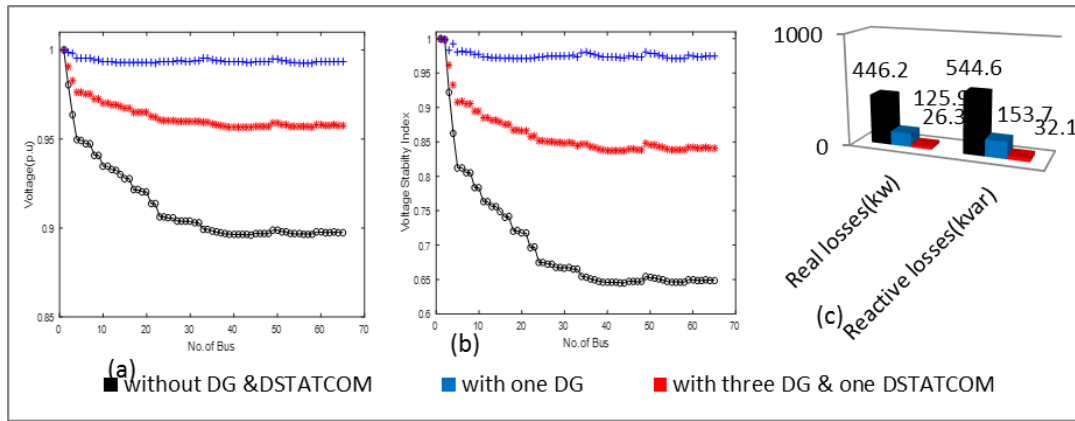 1
0.95
0.9
0.85
Voltage(p.u)
0 10 20 30 40 50 60 70
No.of Bus
(a)
1
0.95
0.9
0.85
0.8
0.75
0.7
0.65
0.6
Voltage Stability Index
0 10 20 30 40 50 60 70
No.of Bus
(b)
1000
0
446.2
125.9
26.3
544.6
153.7
32.1
Real losses(kw)
Reactive losses(kvar)
(c)
without DG &DSTATCOM
with one DG
with three DG & one DSTATCOM